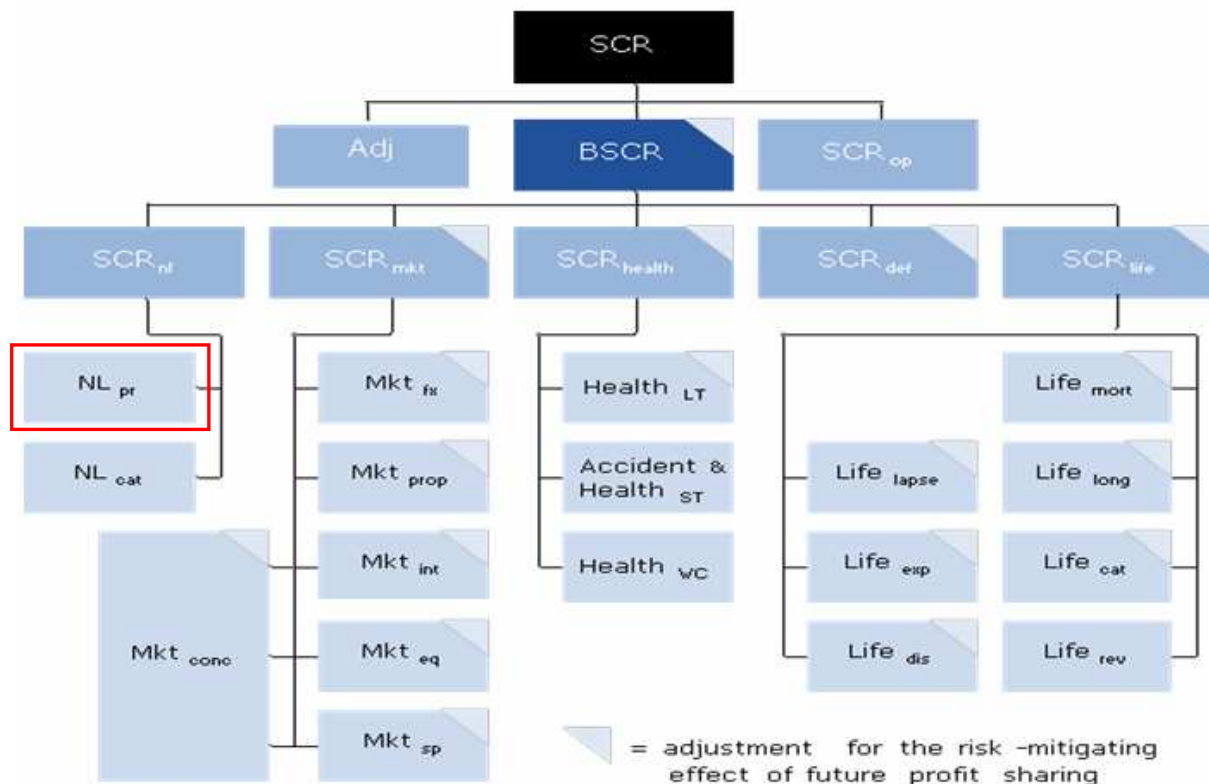 SCR
Adj
BSCR
SCR op
SCR nl
SCR mkt
SCR health
SCR def
SCR life
NL pr
Mkt fx
Health LT
Life mort
NL cat
Mkt prop
Accident &
Health ST
Life lapse
Life long
Mkt conc
Mkt int
Health WC
Life exp
Life cat
Mkt eq
Life dis
Life rev
Mkt sp
= adjustment for the risk -mitigating
effect of future profit sharing